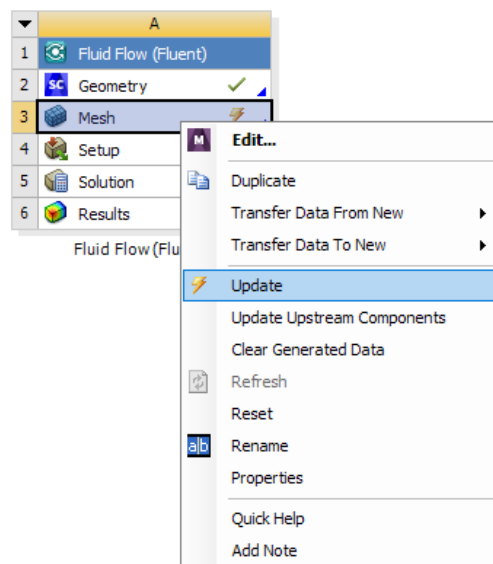 A
1 Fluid Flow (Fluent)
2 SC Geometry
3 Mesh
4 Setup
5 Solution
6 Results
Fluid Flow (Flu
M Edit...
Duplicate
Transfer Data From New
Transfer Data To New
Update
Update Upstream Components
Clear Generated Data
Refresh
Reset
a|b Rename
Properties
Quick Help
Add Note